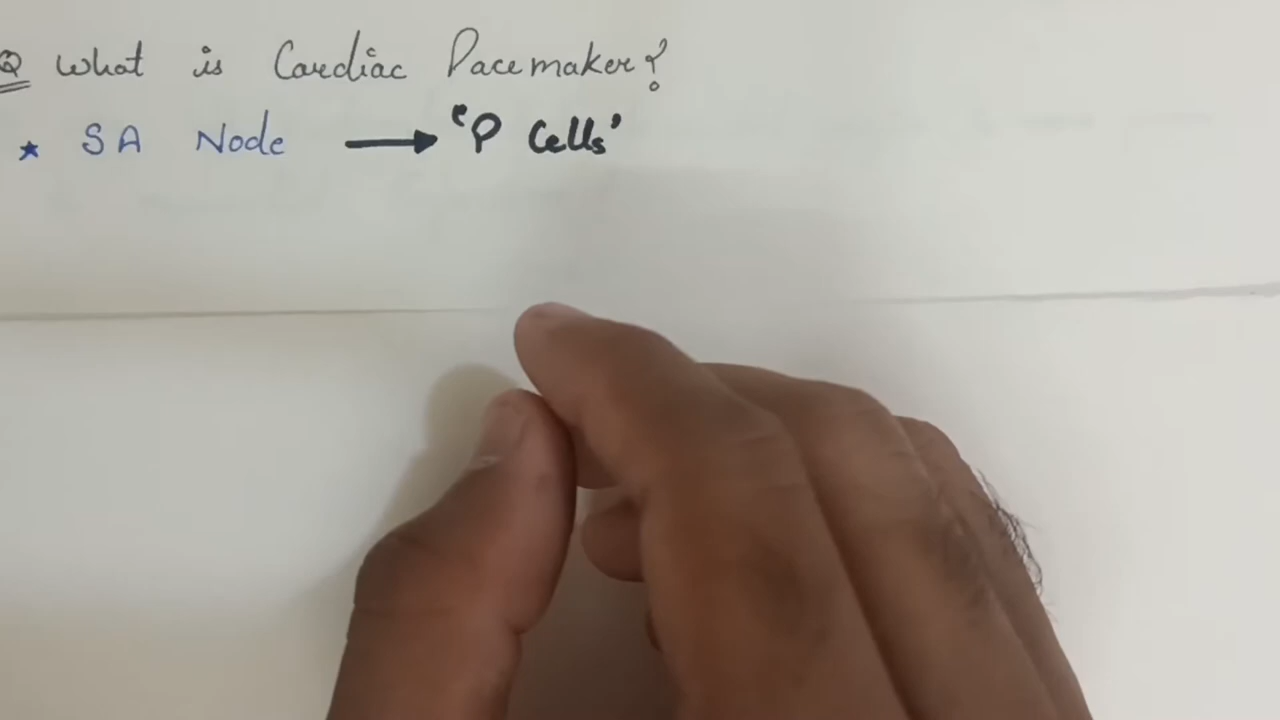 Q What is Cardiac Pacemaker?
★ SA Node → 'P Cells'